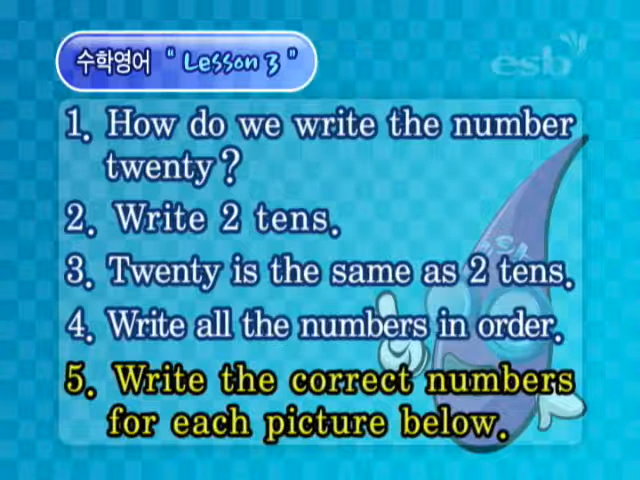 수학영어 “ Lesson 3 ”
esb
1. How do we write the number
twenty?
2. Write 2 tens.
3. Twenty is the same as 2 tens.
4. Write all the numbers in order.
5. Write the correct numbers
for each picture below.